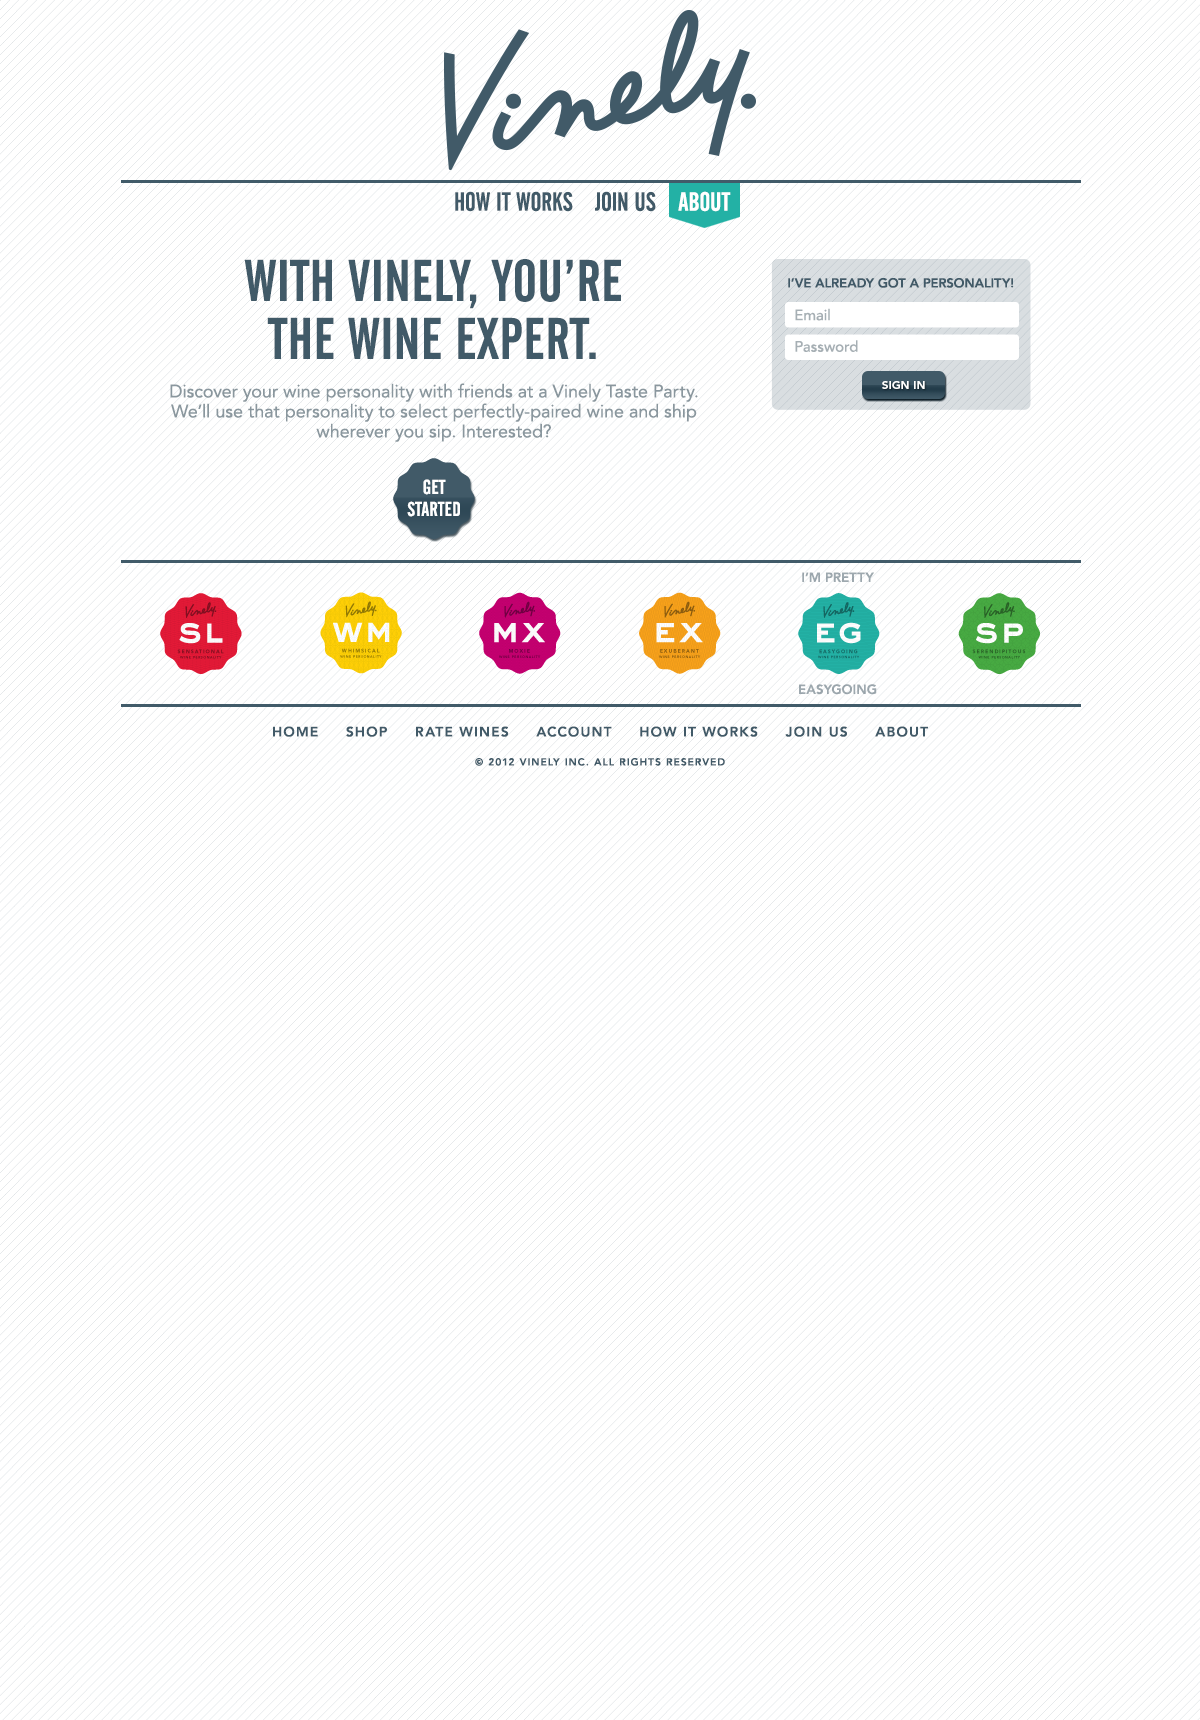 Vinely.
HOW IT WORKS JOIN US ABOUT
WITH VINELY, YOU’RE
THE WINE EXPERT.
Discover your wine personality with friends at a Vinely Taste Party.
We’ll use that personality to select perfectly-paired wine and ship
wherever you sip. Interested?
GET
STARTED
I’VE ALREADY GOT A PERSONALITY!
Email
Password
SIGN IN
Vinely.
SL
SENSATIONAL
WINE PERSONALITY
Vinely.
WM
WHIMSICAL
WINE PERSONALITY
Vinely.
MX
MOXIE
WINE PERSONALITY
Vinely.
EX
EXUBERANT
WINE PERSONALITY
I’M PRETTY
Vinely.
EG
EASYGOING
WINE PERSONALITY
EASYGOING
Vinely.
SP
SERENDIPITOUS
WINE PERSONALITY
HOME SHOP RATE WINES ACCOUNT HOW IT WORKS JOIN US ABOUT
© 2012 VINELY INC. ALL RIGHTS RESERVED